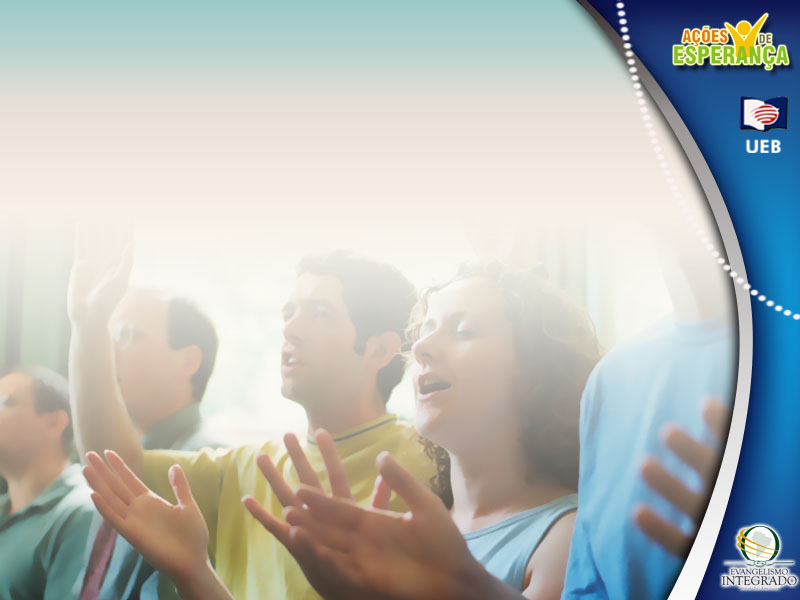 AÇÕES DE
ESPERANÇA
UEB
EVANGELISMO
INTEGRADO